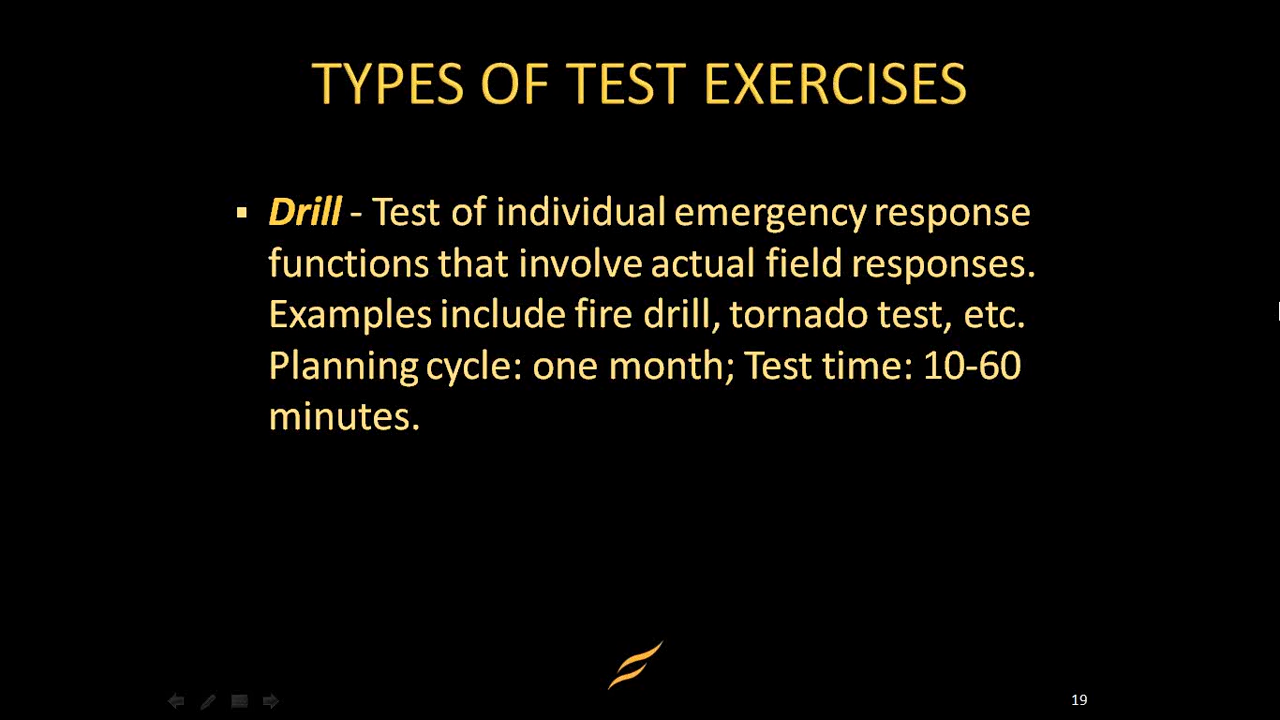 TYPES OF TEST EXERCISES
▪ Drill - Test of individual emergency response
functions that involve actual field responses.
Examples include fire drill, tornado test, etc.
Planning cycle: one month; Test time: 10-60
minutes.
19